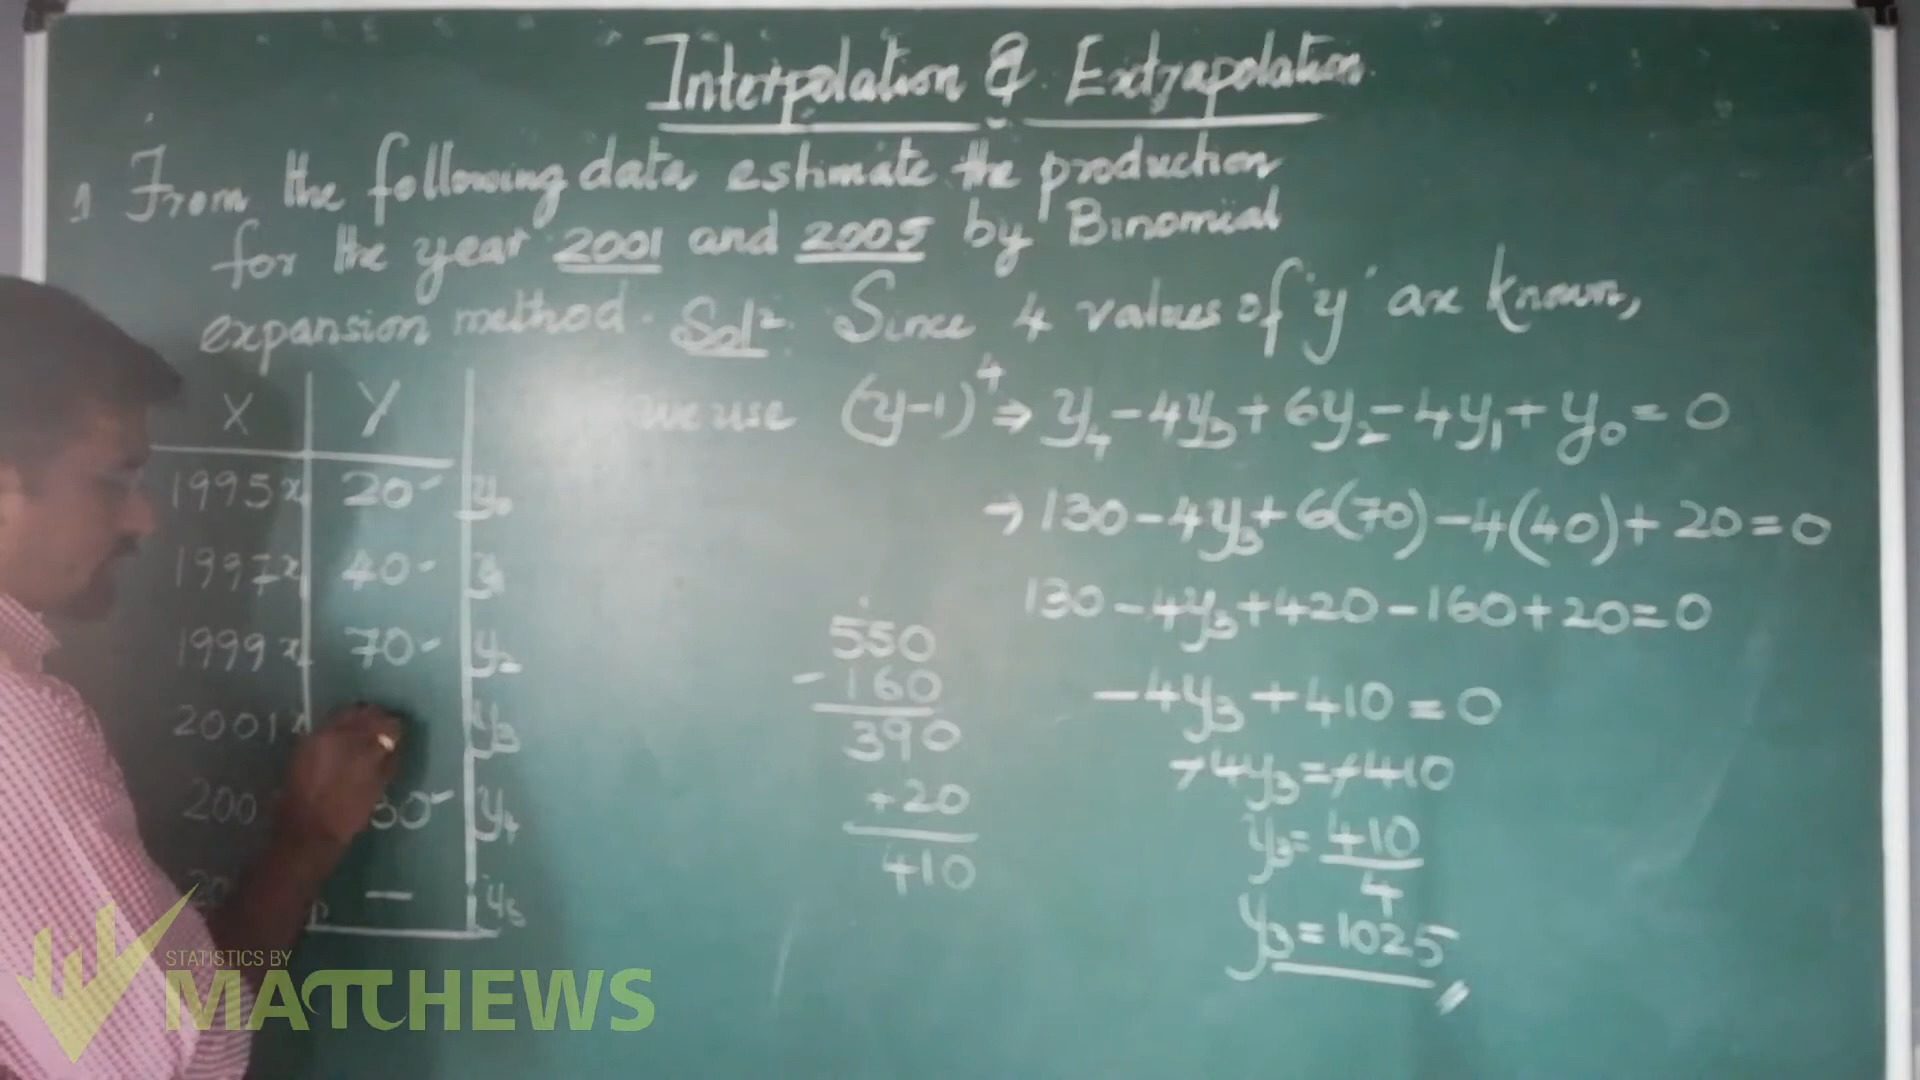 Interpolation & Extrapolation
1 From the following data estimate the production
for the year 2001 and 2005 by Binomial
expansion method. Sol: Since 4 values of 'y' are known,
we use (y-1)⁴ ⇒ y₄ - 4y₃ + 6y₂ - 4y₁ + y₀ = 0
→ 130 - 4y₃ + 6(70) - 4(40) + 20 = 0
130 - 4y₃ + 420 - 160 + 20 = 0
- 4y₃ + 410 = 0
- 4y₃ = - 410
y₃ = 410
4
y₃ = 1025
550
- 160
390
+ 20
410
X Y
1995 x 20 - y₀
1997 x 40 - y₁
1999 x 70 - y₂
2001 x y₃
200 30 - y₄
20 — y₅
STATISTICS BY
MATTHEWS